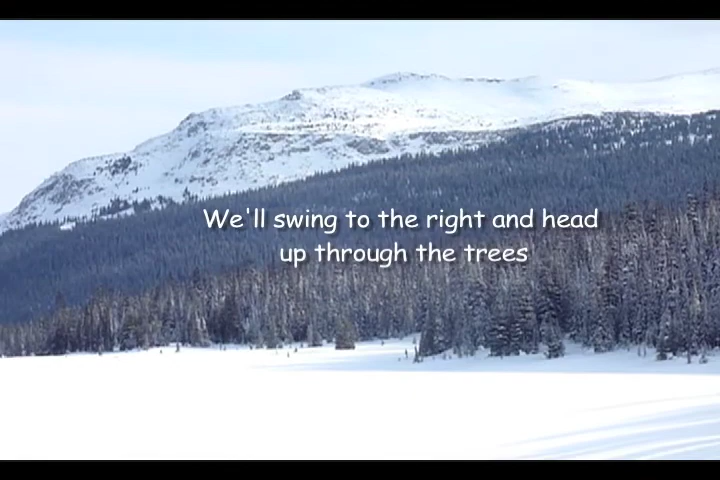 We'll swing to the right and head
up through the trees